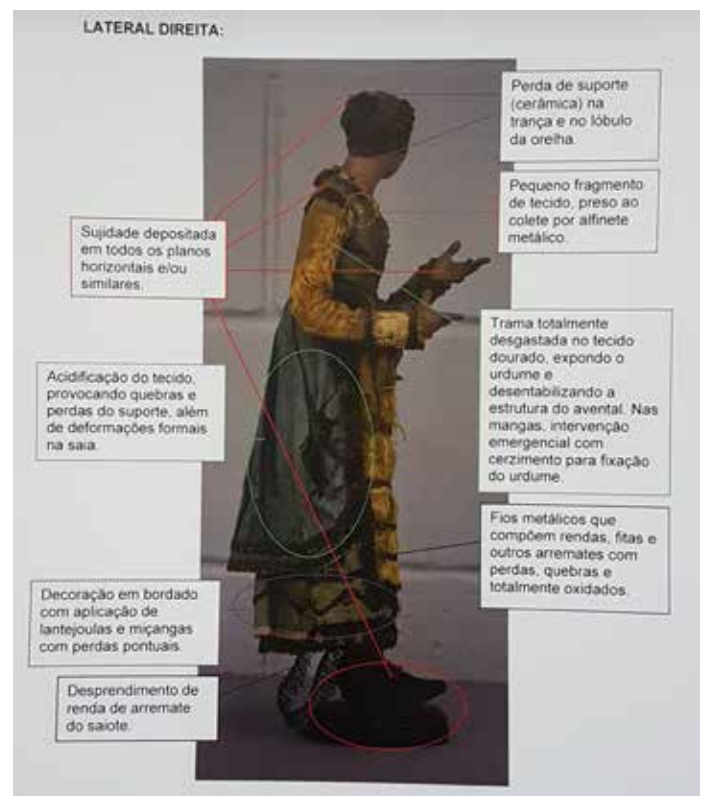 LATERAL DIREITA:
Perda de suporte
(cerâmica) na
trança e no lóbulo
da orelha.
Pequeno fragmento
de tecido, preso ao
colete por alfinete
metálico.
Sujidade depositada
em todos os planos
horizontais e/ou
similares.
Trama totalmente
desgastada no tecido
dourado, expondo o
urdume e
desentabilizando a
estrutura do avental. Nas
mangas, intervenção
emergencial com
cerzimento para fixação
do urdume.
Acidificação do tecido,
provocando quebras e
perdas do suporte, além
de deformações formais
na saia.
Fios metálicos que
compõem rendas, fitas e
outros arremates com
perdas, quebras e
totalmente oxidados.
Decoração em bordado
com aplicação de
lantejoulas e miçangas
com perdas pontuais.
Desprendimento de
renda de arremate
do saiote.